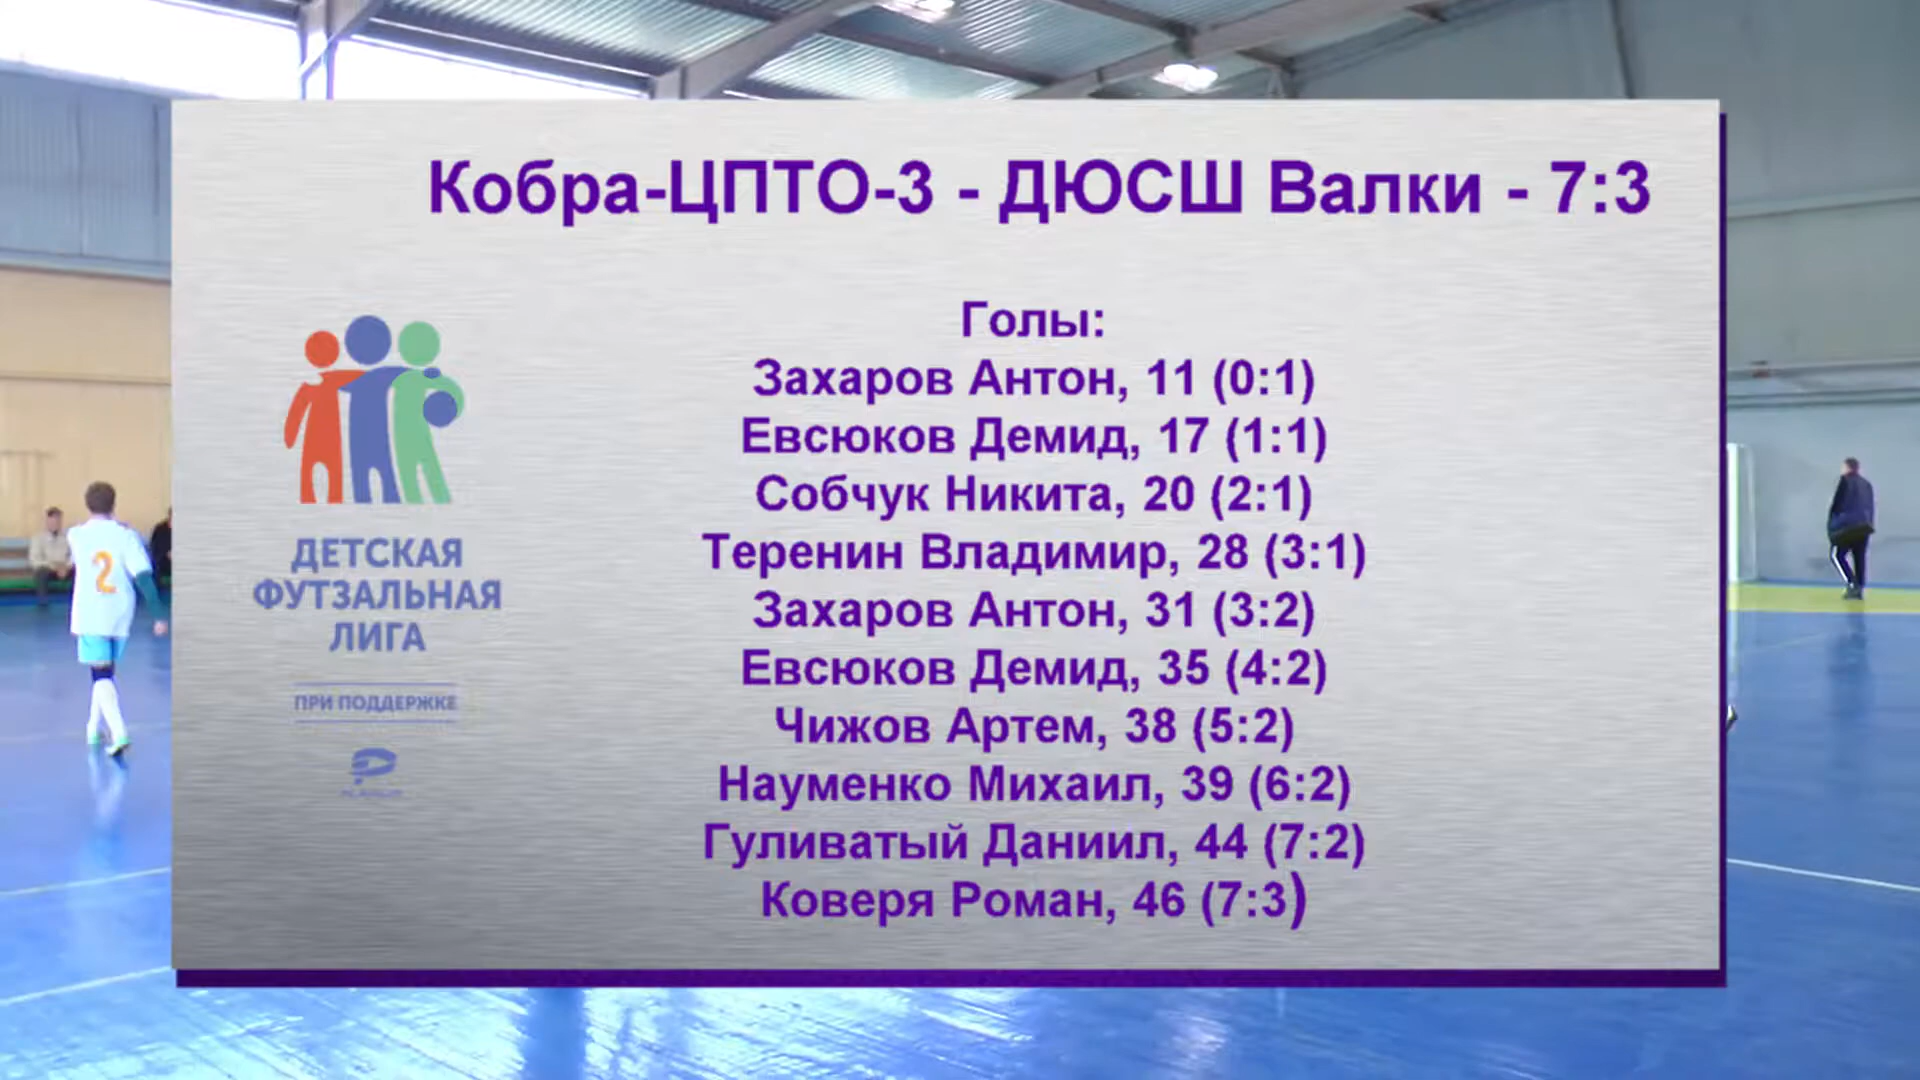 Кобра-ЦПТО-3 - ДЮСШ Валки - 7:3
Голы:
Захаров Антон, 11 (0:1)
Евсюков Демид, 17 (1:1)
Собчук Никита, 20 (2:1)
Теренин Владимир, 28 (3:1)
Захаров Антон, 31 (3:2)
Евсюков Демид, 35 (4:2)
Чижов Артем, 38 (5:2)
Науменко Михаил, 39 (6:2)
Гуливатый Даниил, 44 (7:2)
Коверя Роман, 46 (7:3)
ДЕТСКАЯ
ФУТЗАЛЬНАЯ
ЛИГА
ПРИ ПОДДЕРЖКЕ
2